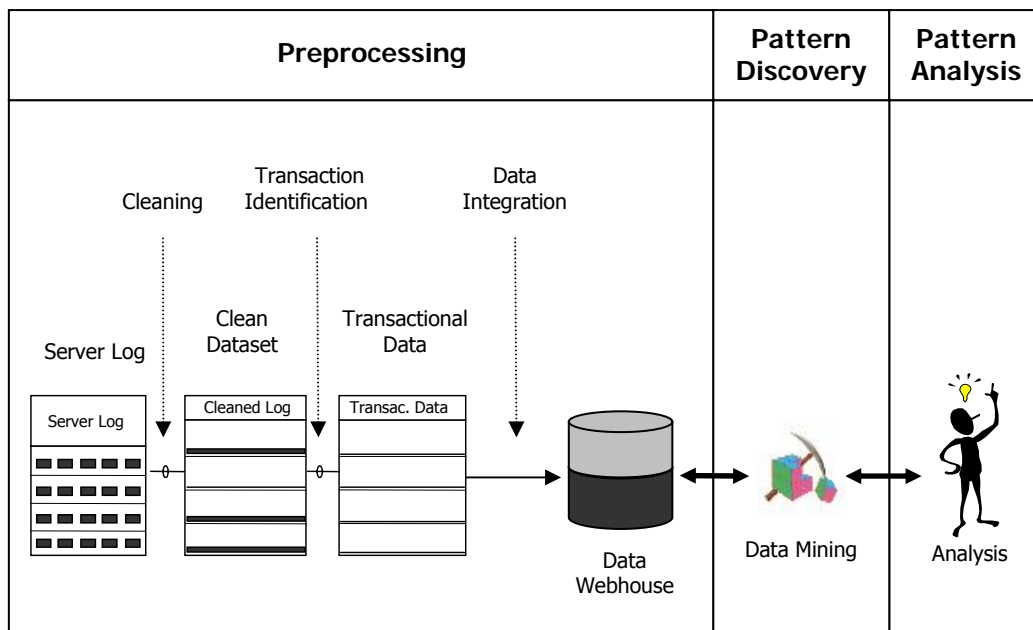 Preprocessing
Pattern
Discovery
Pattern
Analysis
Cleaning
Transaction
Identification
Data
Integration
Server Log
Clean
Dataset
Transactional
Data
Server Log
Cleaned Log
Transac. Data
Data
Webhouse
Data Mining
Analysis